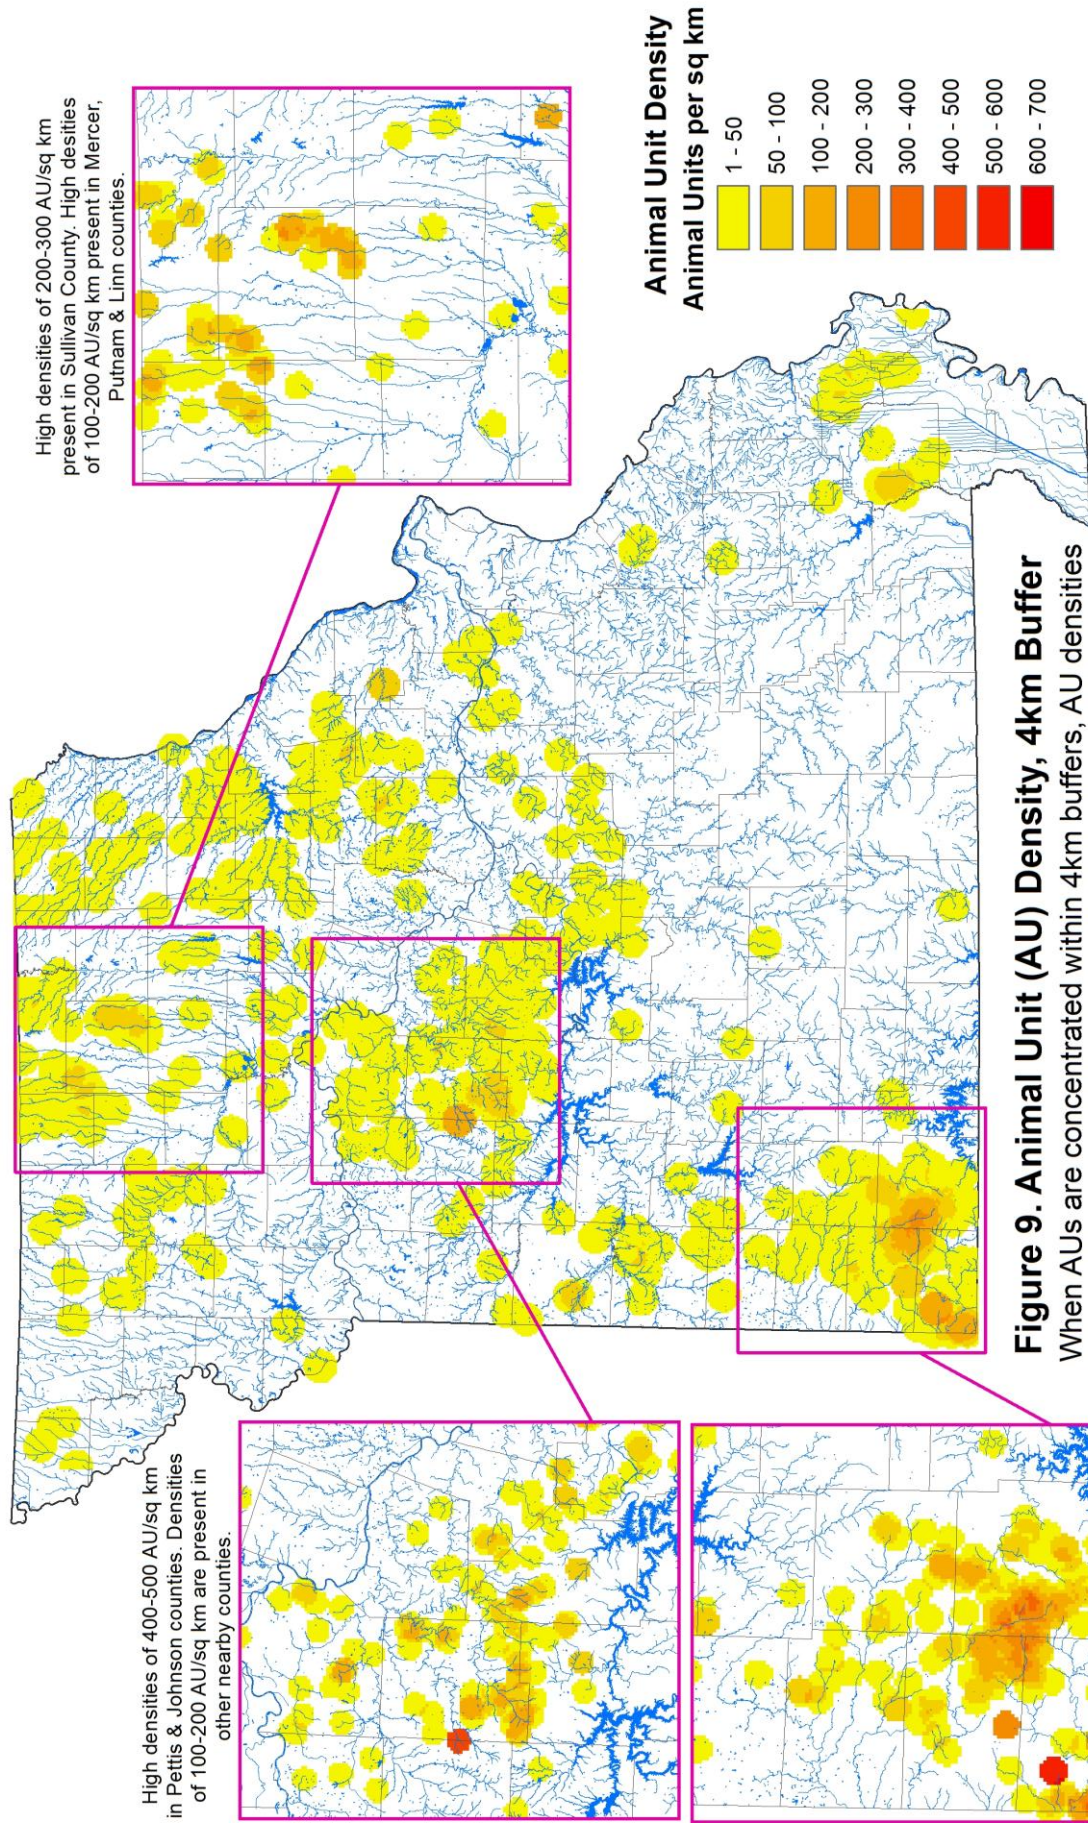 High densities of 200-300 AU/sq km
present in Sullivan County. High desities
of 100-200 AU/sq km present in Mercer,
Putnam & Linn counties.
High densities of 400-500 AU/sq km
in Pettis & Johnson counties. Densities
of 100-200 AU/sq km are present in
other nearby counties.
Animal Unit Density
Animal Units per sq km
1 - 50
50 - 100
100 - 200
200 - 300
300 - 400
400 - 500
500 - 600
600 - 700
Figure 9. Animal Unit (AU) Density, 4km Buffer
When AUs are concentrated within 4km buffers, AU densities